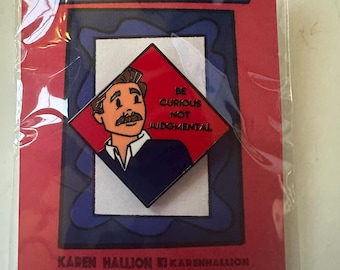 BE
CURIOUS
NOT
JUDGMENTAL
KAREN HALLION
KARENHALLION